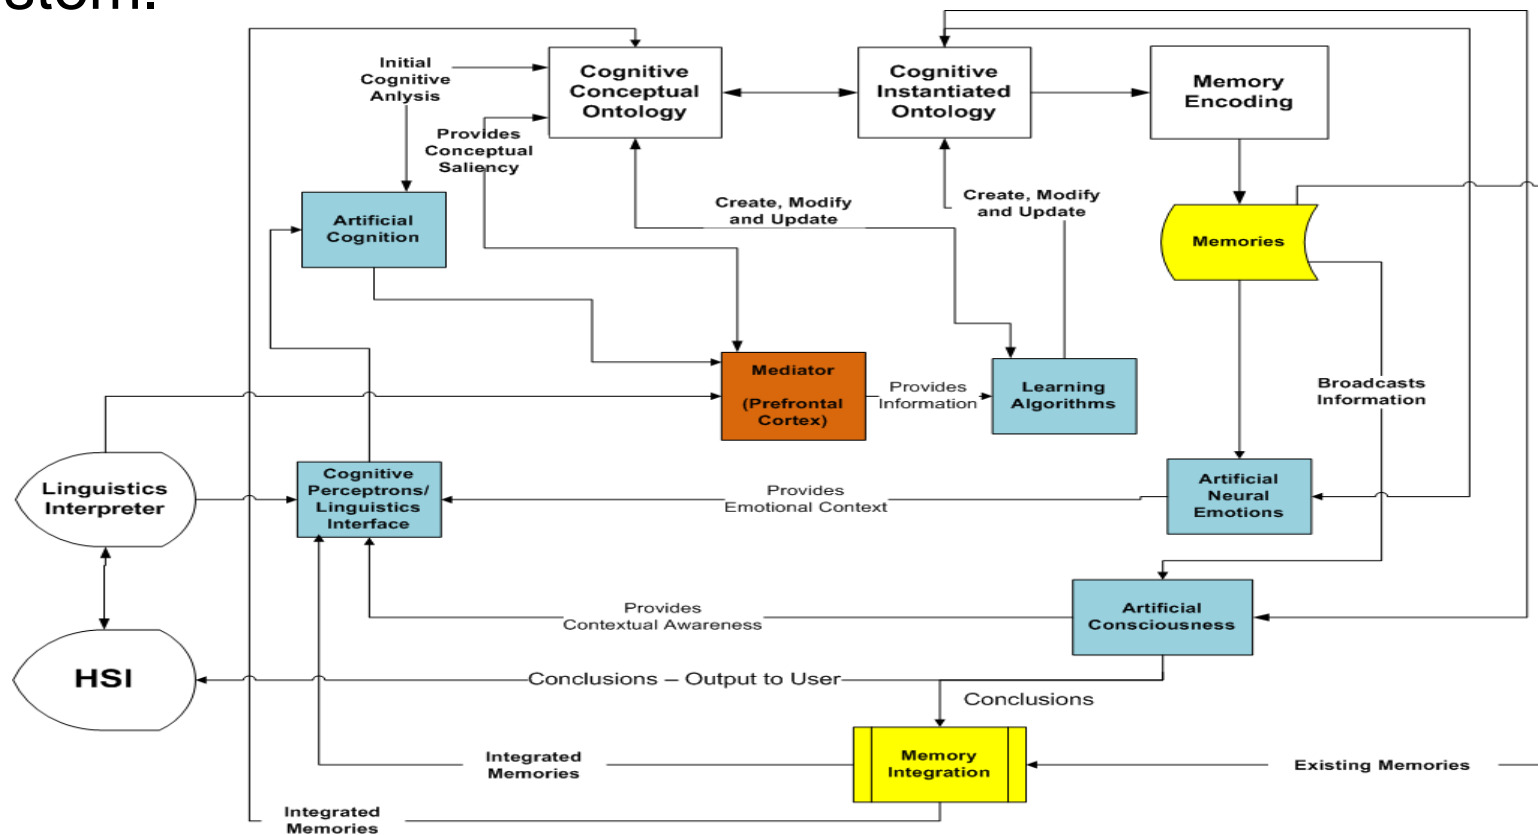 stem.
Initial
Cognitive
Anlysis
Cognitive
Conceptual
Ontology
Cognitive
Instantiated
Ontology
Memory
Encoding
Provides
Conceptual
Saliency
Artificial
Cognition
Create, Modify
and Update
Create, Modify
and Update
Memories
Mediator
(Prefrontal
Cortex)
Provides
Information
Learning
Algorithms
Broadcasts
Information
Linguistics
Interpreter
Cognitive
Perceptrons/
Linguistics
Interface
Provides
Emotional Context
Artificial
Neural
Emotions
Provides
Contextual Awareness
Artificial
Consciousness
HSI
Conclusions – Output to User
Conclusions
Integrated
Memories
Memory
Integration
Existing Memories
Integrated
Memories